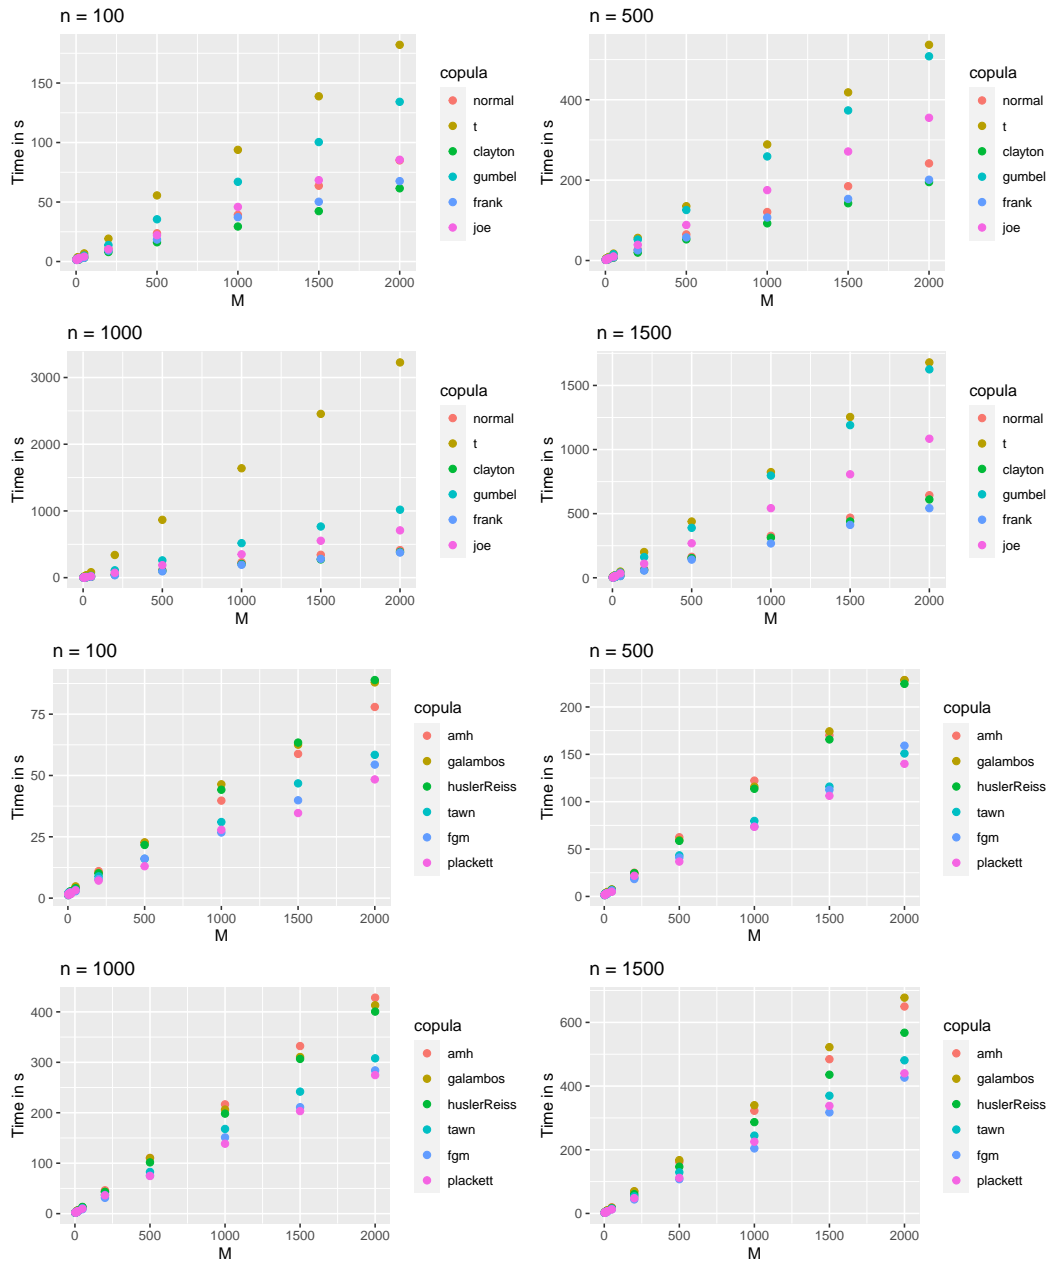 n = 100
Time in s
150
100
50
0
0 500 1000 1500 2000
M
copula
normal
t
clayton
gumbel
frank
joe
n = 500
Time in s
400
200
0
0 500 1000 1500 2000
M
copula
normal
t
clayton
gumbel
frank
joe
n = 1000
Time in s
3000
2000
1000
0
0 500 1000 1500 2000
M
copula
normal
t
clayton
gumbel
frank
joe
n = 1500
Time in s
1500
1000
500
0
0 500 1000 1500 2000
M
copula
normal
t
clayton
gumbel
frank
joe
n = 100
Time in s
75
50
25
0
0 500 1000 1500 2000
M
copula
amh
galambos
huslerReiss
tawn
fgm
plackett
n = 500
Time in s
200
150
100
50
0
0 500 1000 1500 2000
M
copula
amh
galambos
huslerReiss
tawn
fgm
plackett
n = 1000
Time in s
400
300
200
100
0
0 500 1000 1500 2000
M
copula
amh
galambos
huslerReiss
tawn
fgm
plackett
n = 1500
Time in s
600
400
200
0
0 500 1000 1500 2000
M
copula
amh
galambos
huslerReiss
tawn
fgm
plackett